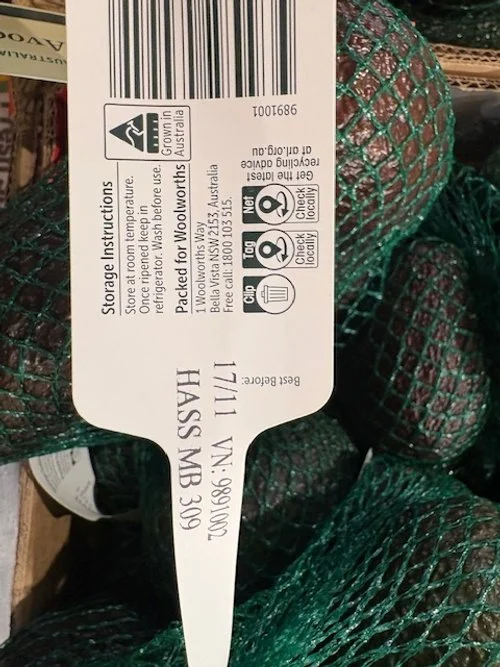 9891001
Grown in
Australia
Storage Instructions
Store at room temperature.
Once ripened keep in
refrigerator. Wash before use.
Packed for Woolworths
1 Woolworths Way
Bella Vista NSW 2153, Australia
Free call: 1800 103 515.
Clip
Tag
Check
locally
Net
Check
locally
Get the latest
recycling advice
at arl.org.au
Best Before:
17/11 VN: 9891002
HASS MB 309
AUSTRALIA